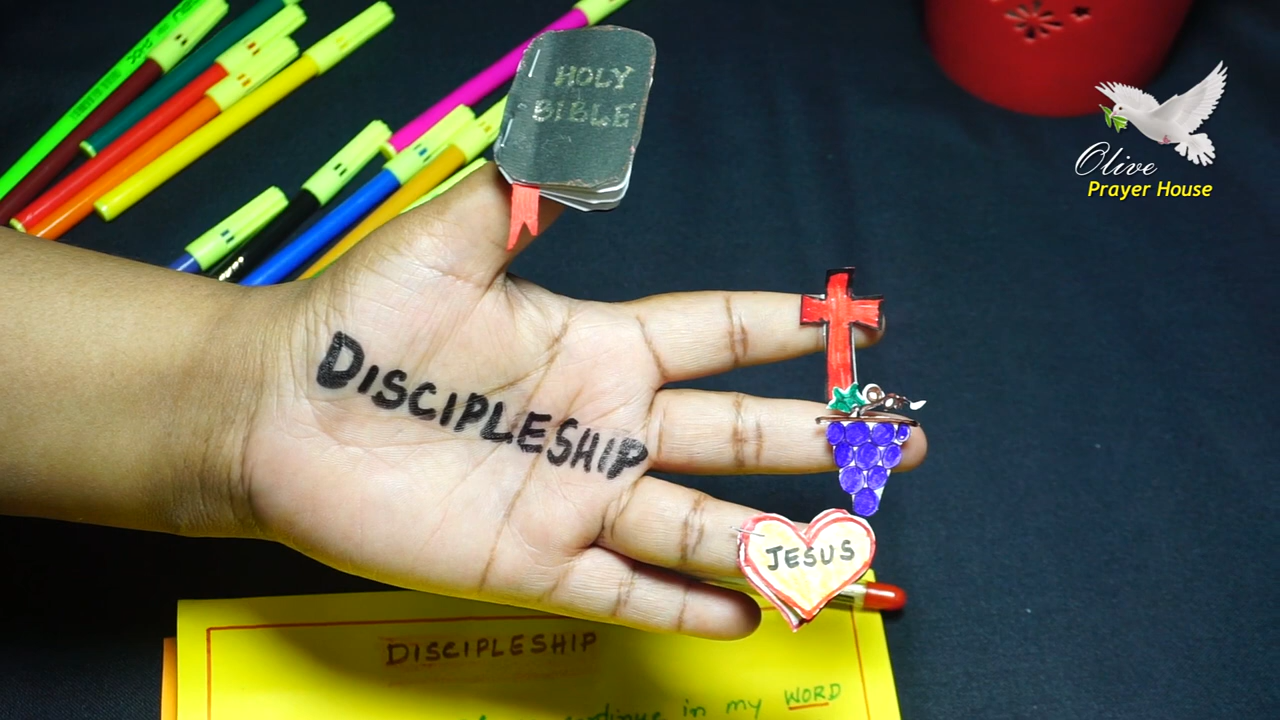 HOLY
BIBLE
Olive
Prayer House
DISCIPLESHIP
JESUS
DISCIPLESHIP
in my WORD